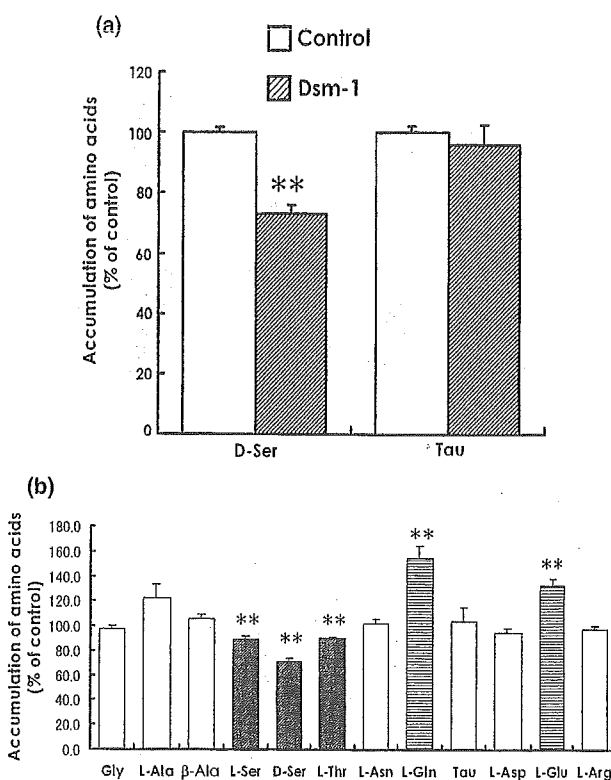 (a)
Control
Dsm-1
Accumulation of amino acids
(% of control)
120
100
80
60
40
20
0
**
D-Ser
Tau
(b)
Accumulation of amino acids
(% of control)
180.0
160.0
140.0
120.0
100.0
80.0
60.0
40.0
20.0
0.0
** ** ** ** **
Gly L-Ala β-Ala L-Ser D-Ser L-Thr L-Asn L-Gln Tau L-Asp L-Glu L-Arg